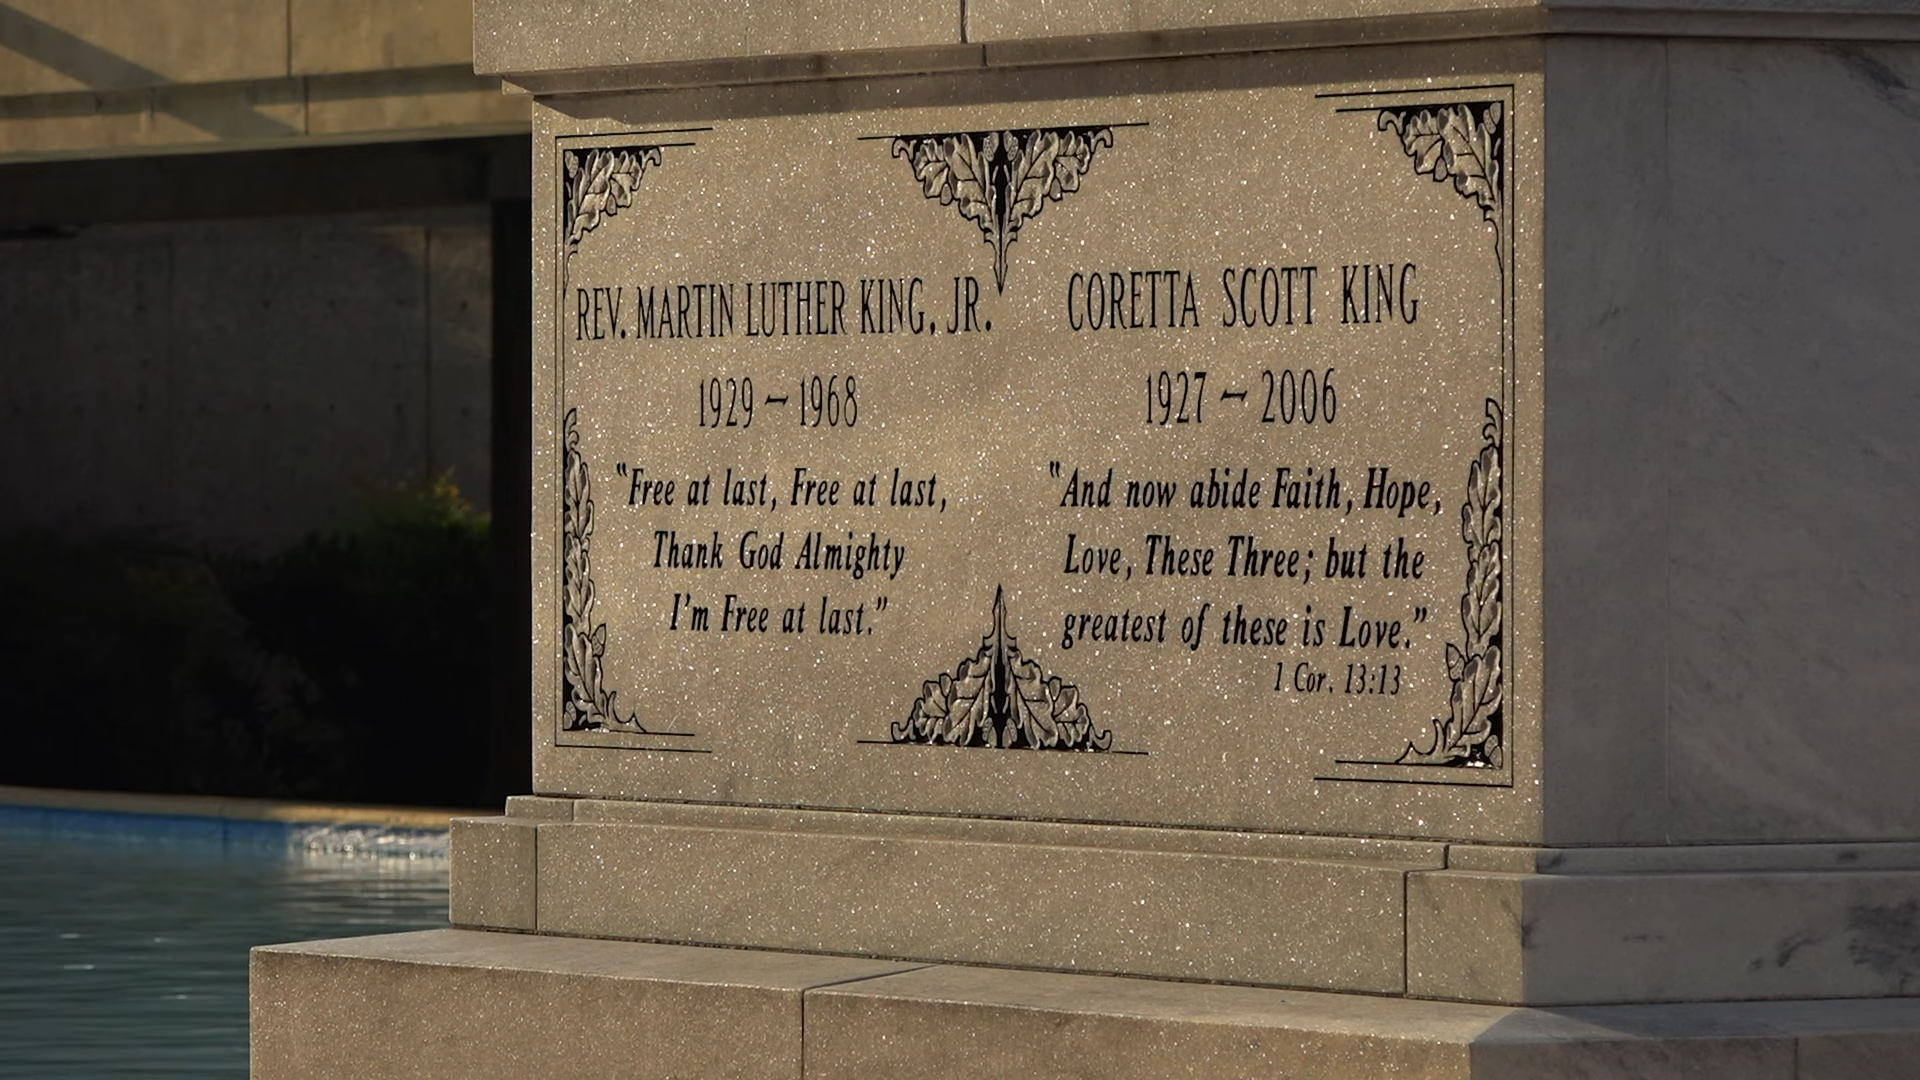 REV. MARTIN LUTHER KING, JR.
1929 ~ 1968
"Free at last, Free at last,
Thank God Almighty
I'm Free at last."
CORETTA SCOTT KING
1927 ~ 2006
"And now abide Faith, Hope,
Love, These Three; but the
greatest of these is Love."
1 Cor. 13:13